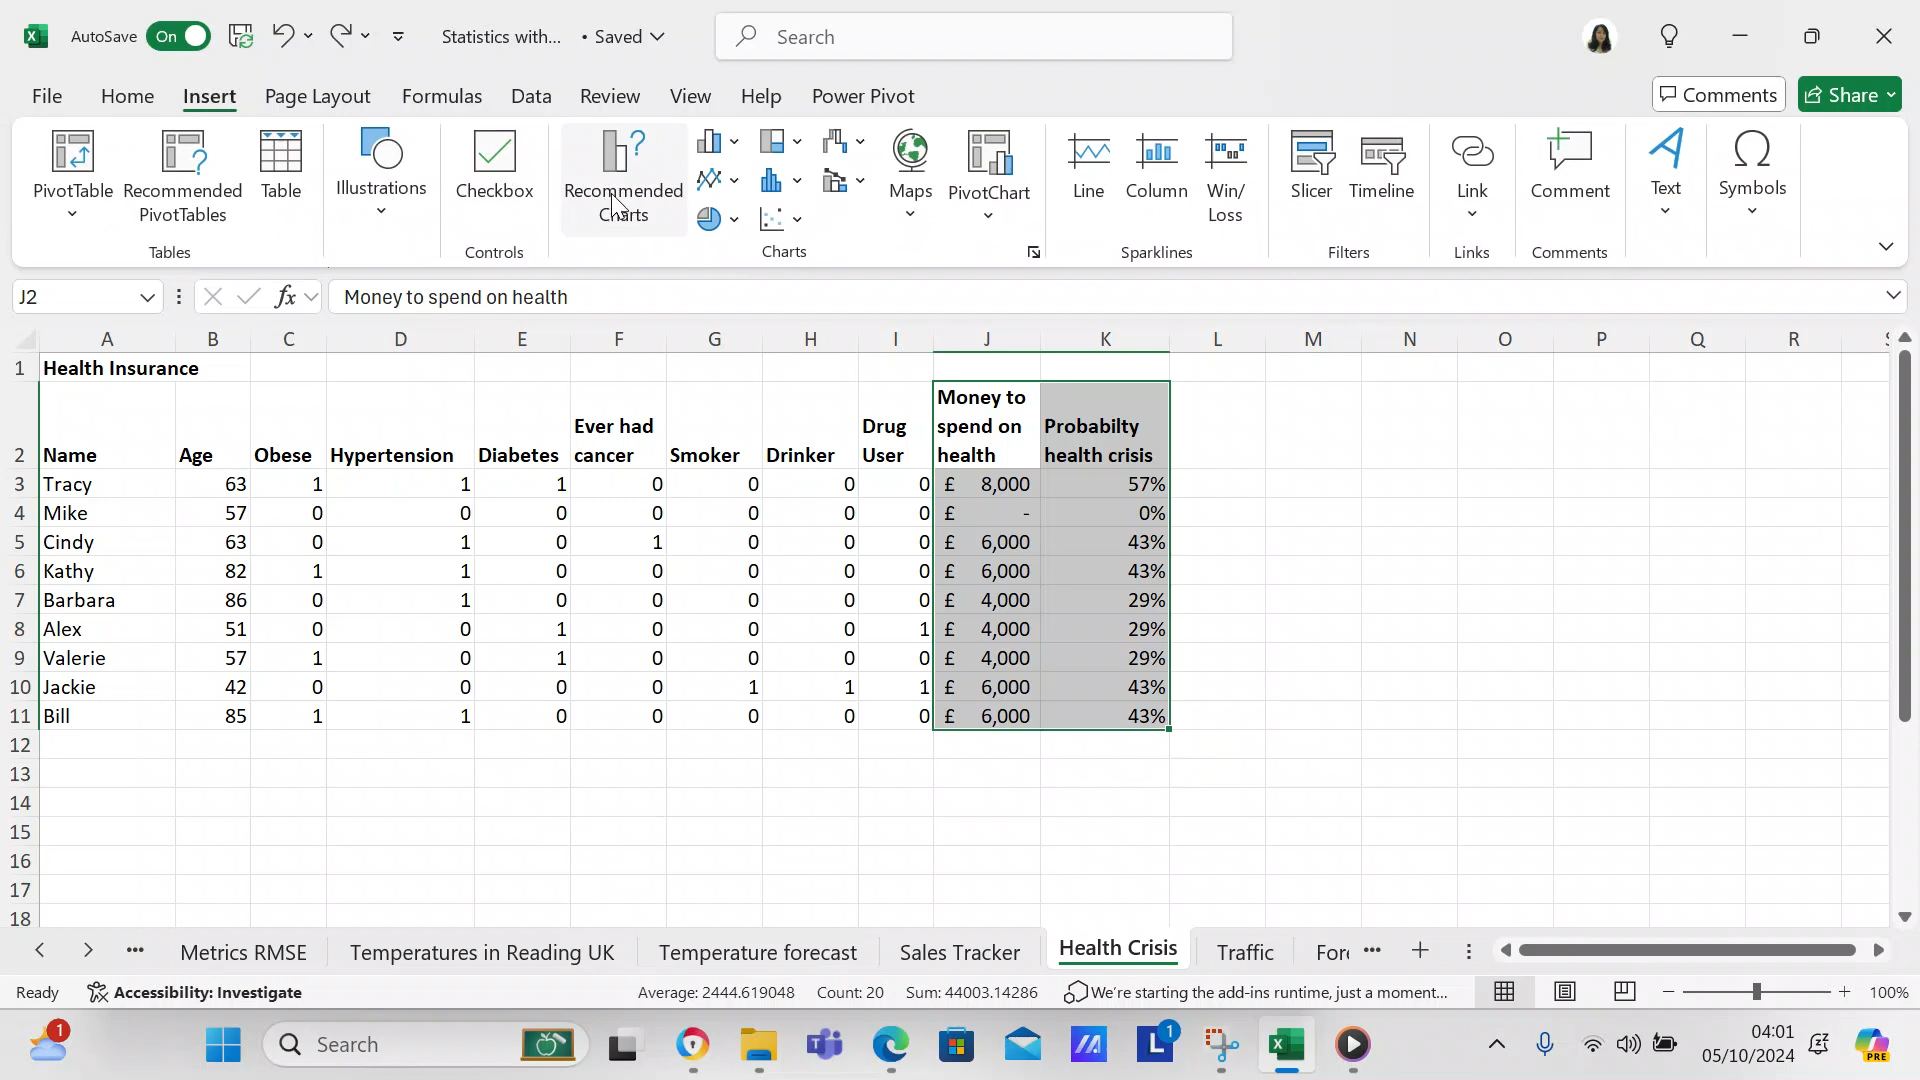 AutoSave On Statistics with... • Saved Search
File Home Insert Page Layout Formulas Data Review View Help Power Pivot Comments Share
PivotTable Recommended PivotTables Table Illustrations Checkbox Recommended Charts Maps PivotChart Line Column Win/ Loss Slicer Timeline Link Comment Text Symbols
Tables Controls Charts Sparklines Filters Links Comments
J2 fx Money to spend on health
A B C D E F G H I J K L M N O P Q R S
1 Health Insurance
2 Name Age Obese Hypertension Diabetes Ever had cancer Smoker Drinker Drug User Money to spend on health Probabilty health crisis
3 Tracy 63 1 1 1 0 0 0 0 £ 8,000 57%
4 Mike 57 0 0 0 0 0 0 0 £ - 0%
5 Cindy 63 0 1 0 1 0 0 0 £ 6,000 43%
6 Kathy 82 1 1 0 0 0 0 0 £ 6,000 43%
7 Barbara 86 0 1 0 0 0 0 0 £ 4,000 29%
8 Alex 51 0 0 1 0 0 0 1 £ 4,000 29%
9 Valerie 57 1 0 1 0 0 0 0 £ 4,000 29%
10 Jackie 42 0 0 0 0 1 1 1 £ 6,000 43%
11 Bill 85 1 1 0 0 0 0 0 £ 6,000 43%
12
13
14
15
16
17
18
Metrics RMSE Temperatures in Reading UK Temperature forecast Sales Tracker Health Crisis Traffic Fore
Ready Accessibility: Investigate Average: 2444.619048 Count: 20 Sum: 44003.14286 We're starting the add-ins runtime, just a moment... 100%
1 Search L 1 04:01
05/10/2024 PRE